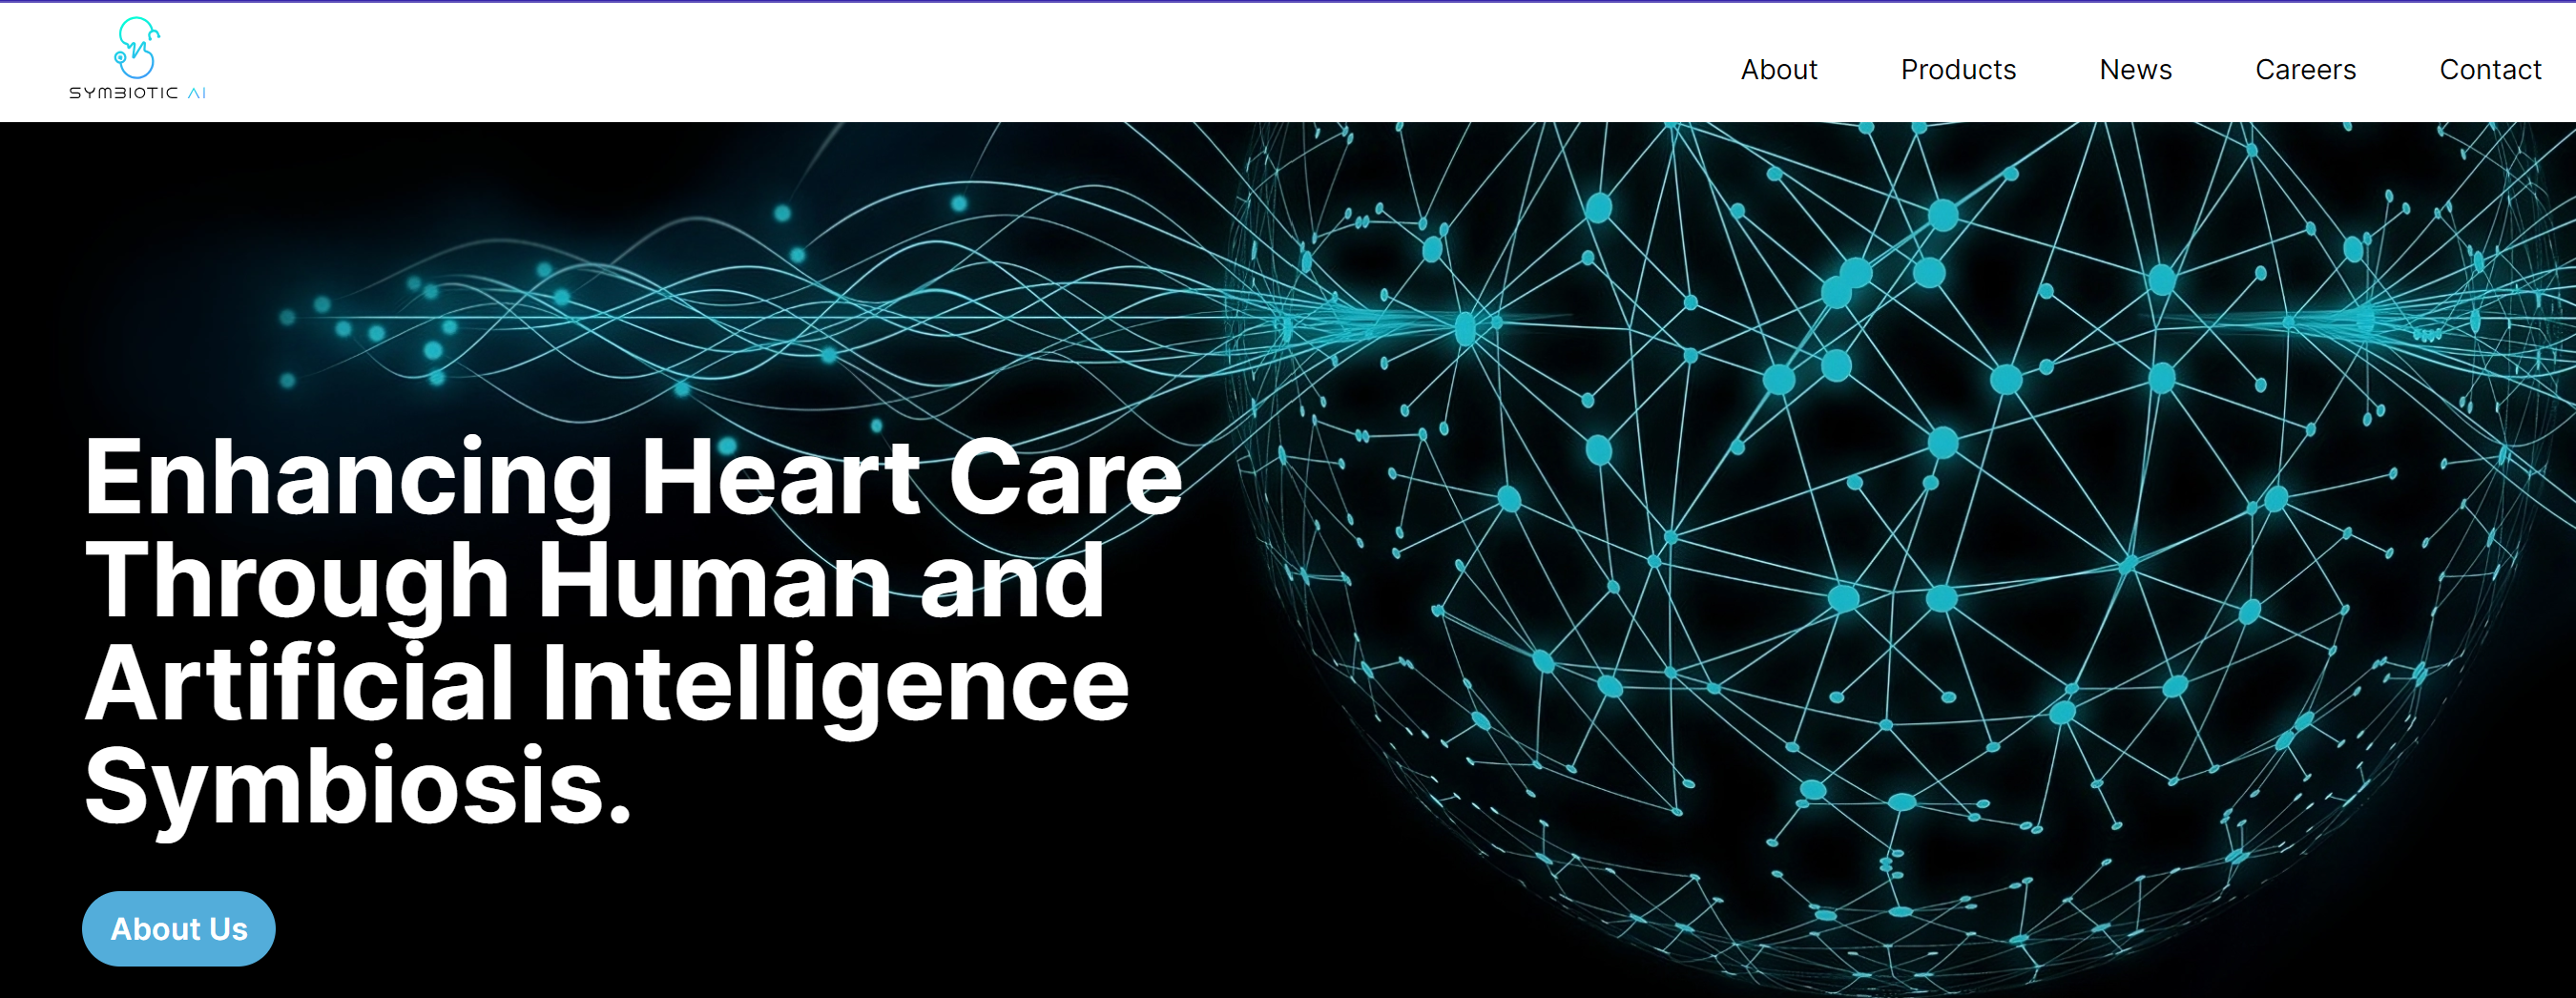 SYMBIOTIC AI
About Products News Careers Contact
Enhancing Heart Care
Through Human and
Artificial Intelligence
Symbiosis.
About Us